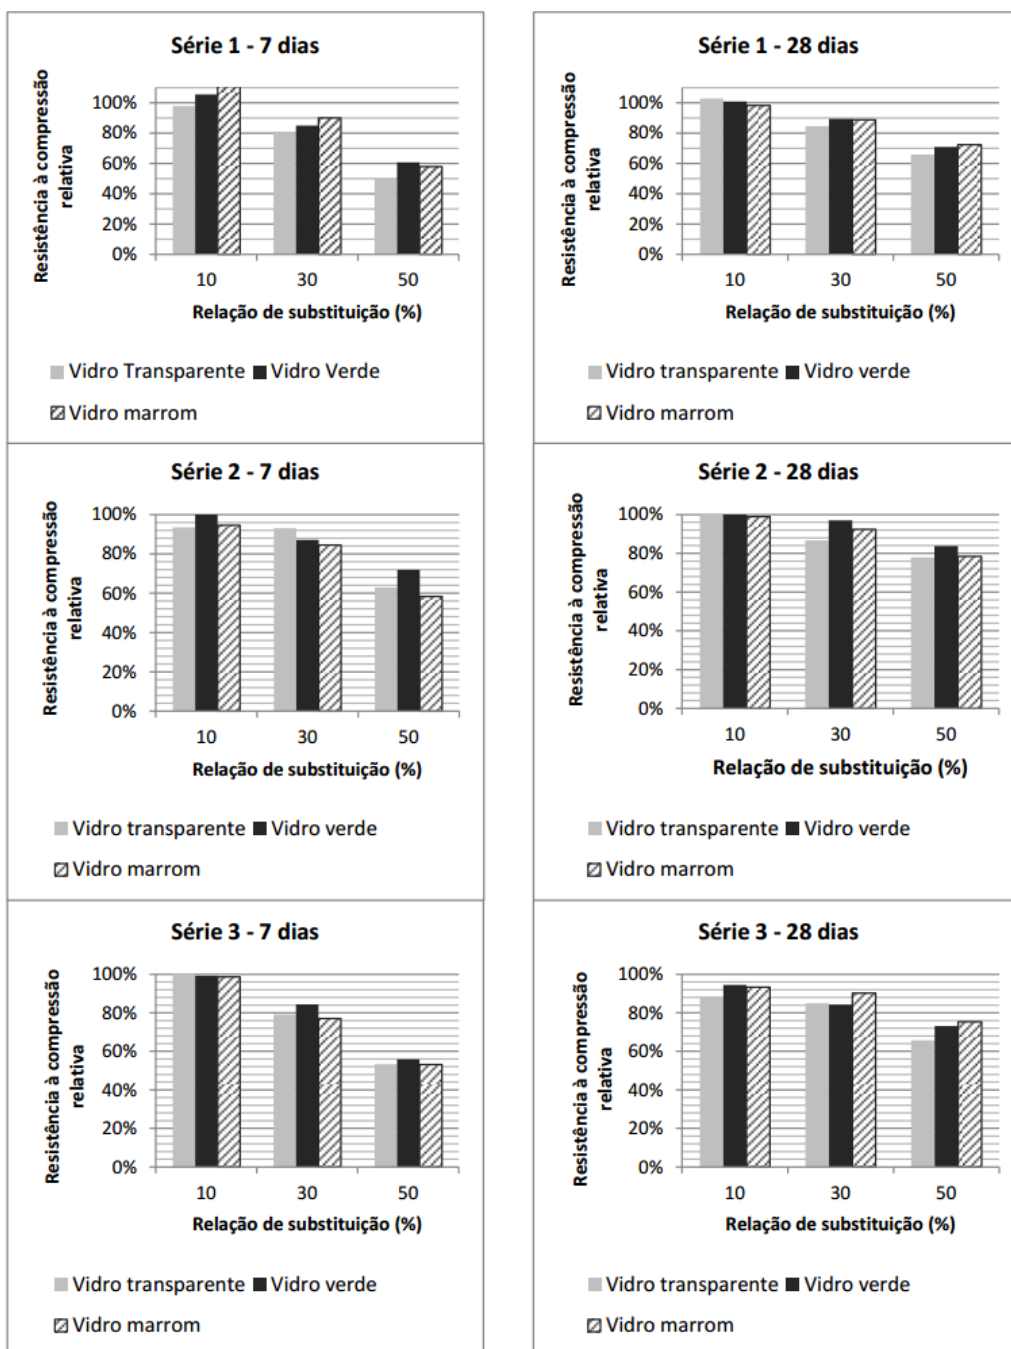 Série 1 - 7 dias
Resistência à compressão
relativa
100%
80%
60%
40%
20%
0%
10 30 50
Relação de substituição (%)
Vidro Transparente Vidro Verde
Vidro marrom
Série 1 - 28 dias
Resistência à compressão
relativa
100%
80%
60%
40%
20%
0%
10 30 50
Relação de substituição (%)
Vidro transparente Vidro verde
Vidro marrom
Série 2 - 7 dias
Resistência à compressão
relativa
100%
80%
60%
40%
20%
0%
10 30 50
Relação de substituição (%)
Vidro transparente Vidro verde
Vidro marrom
Série 2 - 28 dias
Resistência à compressão
relativa
100%
80%
60%
40%
20%
0%
10 30 50
Relação de substituição (%)
Vidro transparente Vidro verde
Vidro marrom
Série 3 - 7 dias
Resistência à compressão
relativa
100%
80%
60%
40%
20%
0%
10 30 50
Relação de substituição (%)
Vidro transparente Vidro verde
Vidro marrom
Série 3 - 28 dias
Resistência à compressão
relativa
100%
80%
60%
40%
20%
0%
10 30 50
Relação de substituição (%)
Vidro transparente Vidro verde
Vidro marrom